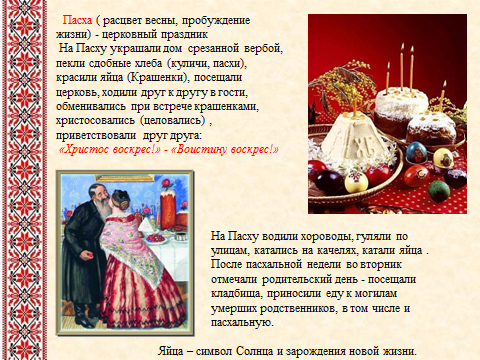 Пасха ( расцвет весны, пробуждение
жизни) - церковный праздник
На Пасху украшали дом срезанной вербой,
пекли сдобные хлеба (куличи, пасхи),
красили яйца (Крашенки), посещали
церковь, ходили друг к другу в гости,
обменивались при встрече крашенками,
христосовались (целовались) ,
приветствовали друг друга:
«Христос воскрес!» - «Воистину воскрес!»
На Пасху водили хороводы, гуляли по
улицам, катались на качелях, катали яйца .
После пасхальной недели во вторник
отмечали родительский день - посещали
кладбища, приносили еду к могилам
умерших родственников, в том числе и
пасхальную.
Яйца – символ Солнца и зарождения новой жизни.